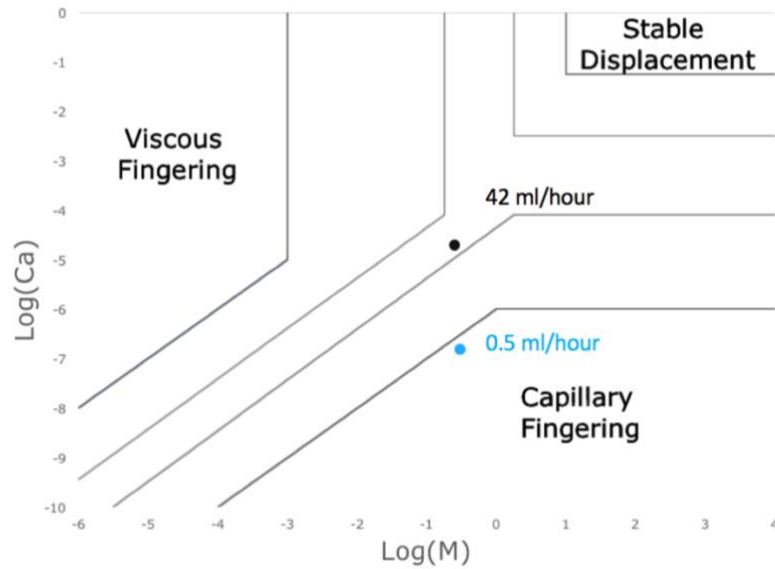 0
-1
-2
-3
-4
-5
-6
-7
-8
-9
-10
Log(Ca)
Stable
Displacement
Viscous
Fingering
42 ml/hour
0.5 ml/hour
Capillary
Fingering
-6 -5 -4 -3 -2 -1 0 1 2 3 4
Log(M)